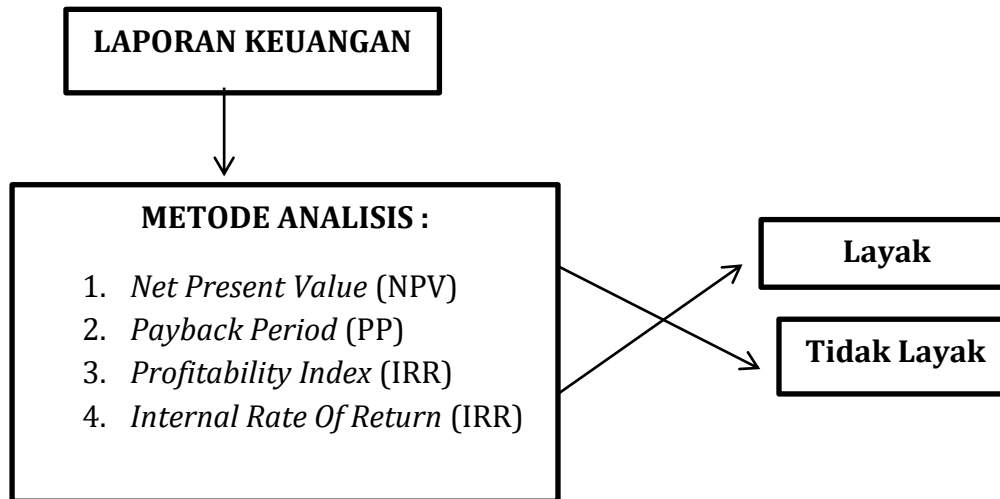 LAPORAN KEUANGAN
METODE ANALISIS :
1. Net Present Value (NPV)
2. Payback Period (PP)
3. Profitability Index (IRR)
4. Internal Rate Of Return (IRR)
Layak
Tidak Layak